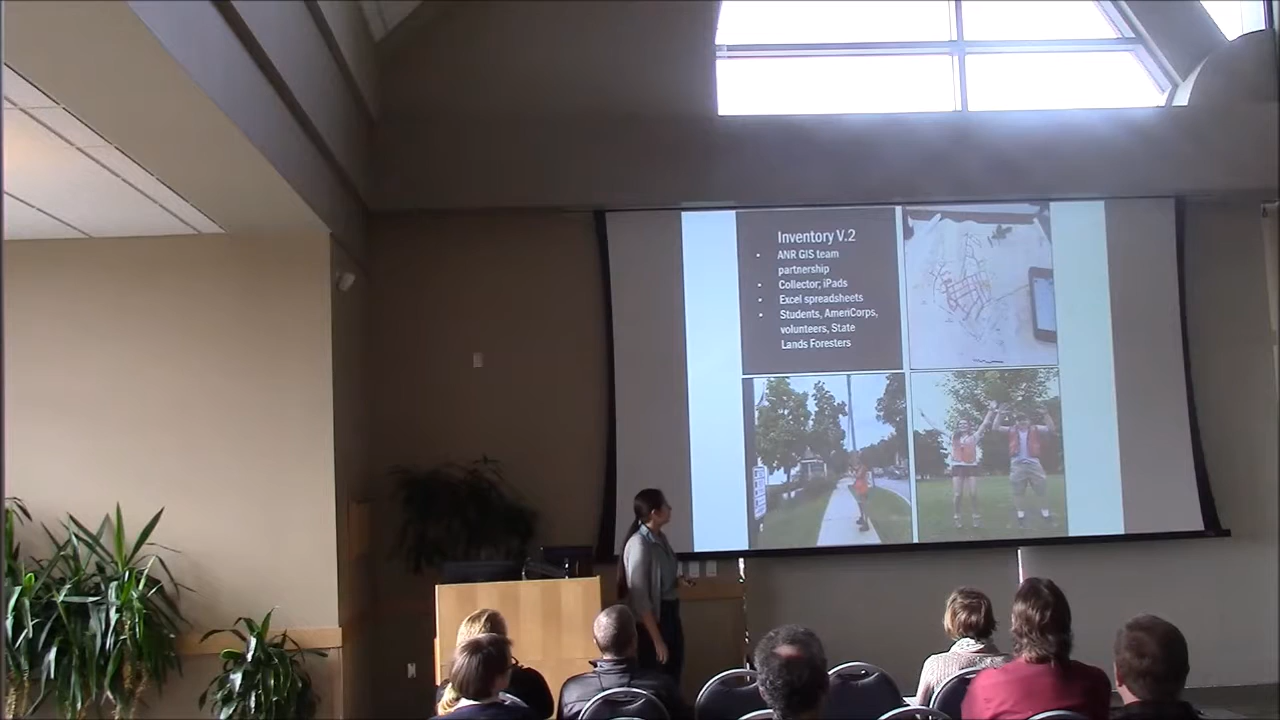 Inventory V.2
• ANR GIS team
partnership
• Collector; iPads
• Excel spreadsheets
• Students, AmeriCorps,
volunteers, State
Lands Foresters